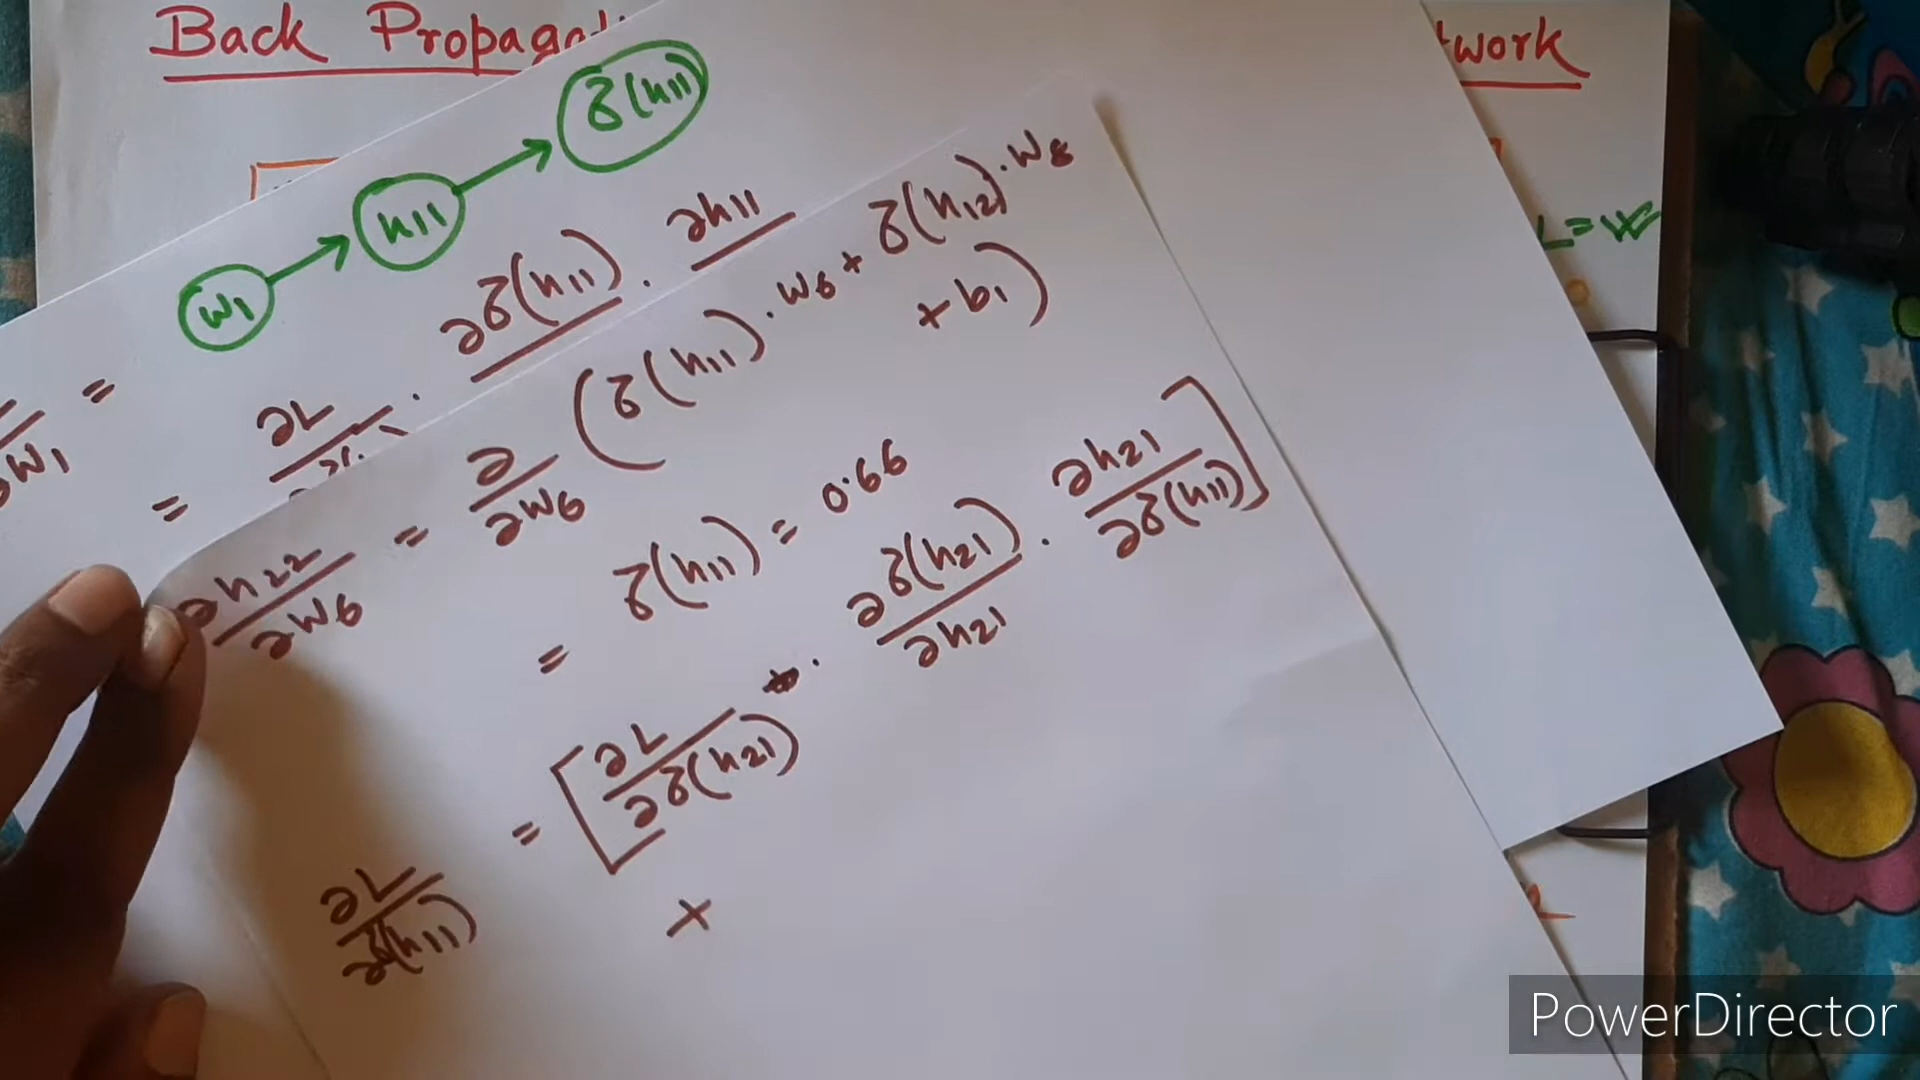 Back Propaga
twork
σ(h11)
h11
w1
L=W
∂σ(h11) . ∂h11
∂w1 = ∂L .
=
∂h22/∂w6 = ∂/∂w6 (σ(h11).w6 + σ(h12).w8
+ b1)
= σ(h11) = 0.66
∂L/∂σ(h11) = [∂L/∂σ(h21) . ∂σ(h21)/∂h21 . ∂h21/∂σ(h11)]
×
PowerDirector